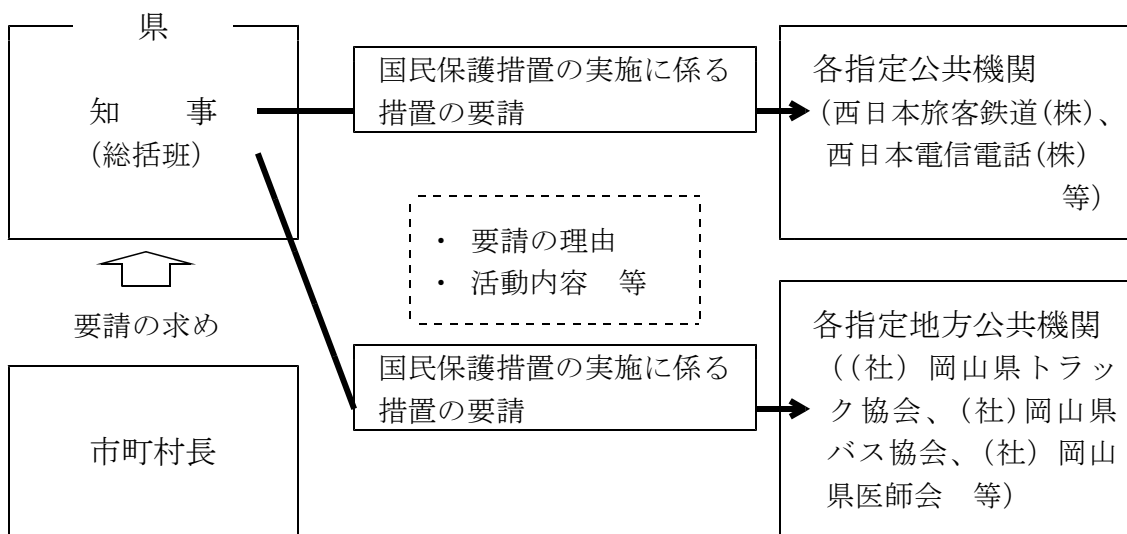 県
知　　事
(総括班)
要請の求め
市町村長
国民保護措置の実施に係る
措置の要請
・ 要請の理由
・ 活動内容　等
国民保護措置の実施に係る
措置の要請
各指定公共機関
(西日本旅客鉄道(株)、
西日本電信電話(株)
等)
各指定地方公共機関
((社) 岡山県トラッ
ク協会、(社)岡山県
バス協会、(社) 岡山
県医師会　等)